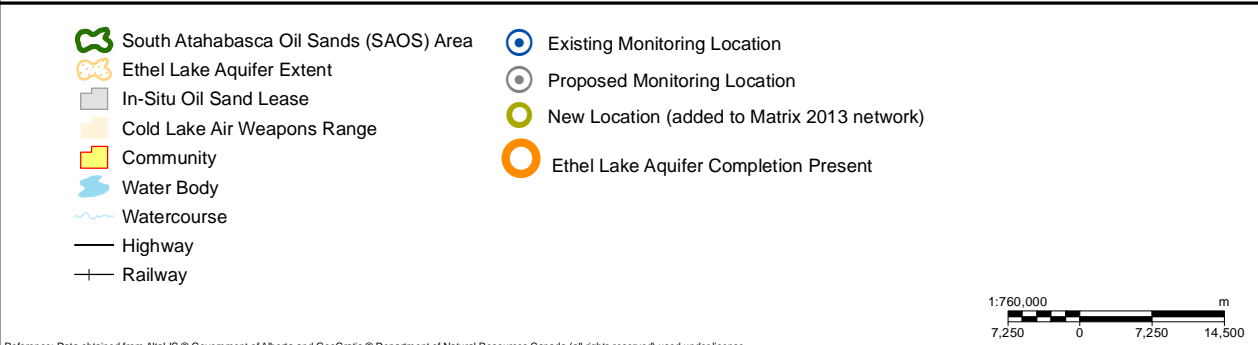 South Atahabasca Oil Sands (SAOS) Area
Ethel Lake Aquifer Extent
In-Situ Oil Sand Lease
Cold Lake Air Weapons Range
Community
Water Body
Watercourse
Highway
Railway
Existing Monitoring Location
Proposed Monitoring Location
New Location (added to Matrix 2013 network)
Ethel Lake Aquifer Completion Present
1:760,000 m
7,250 0 7,250 14,500